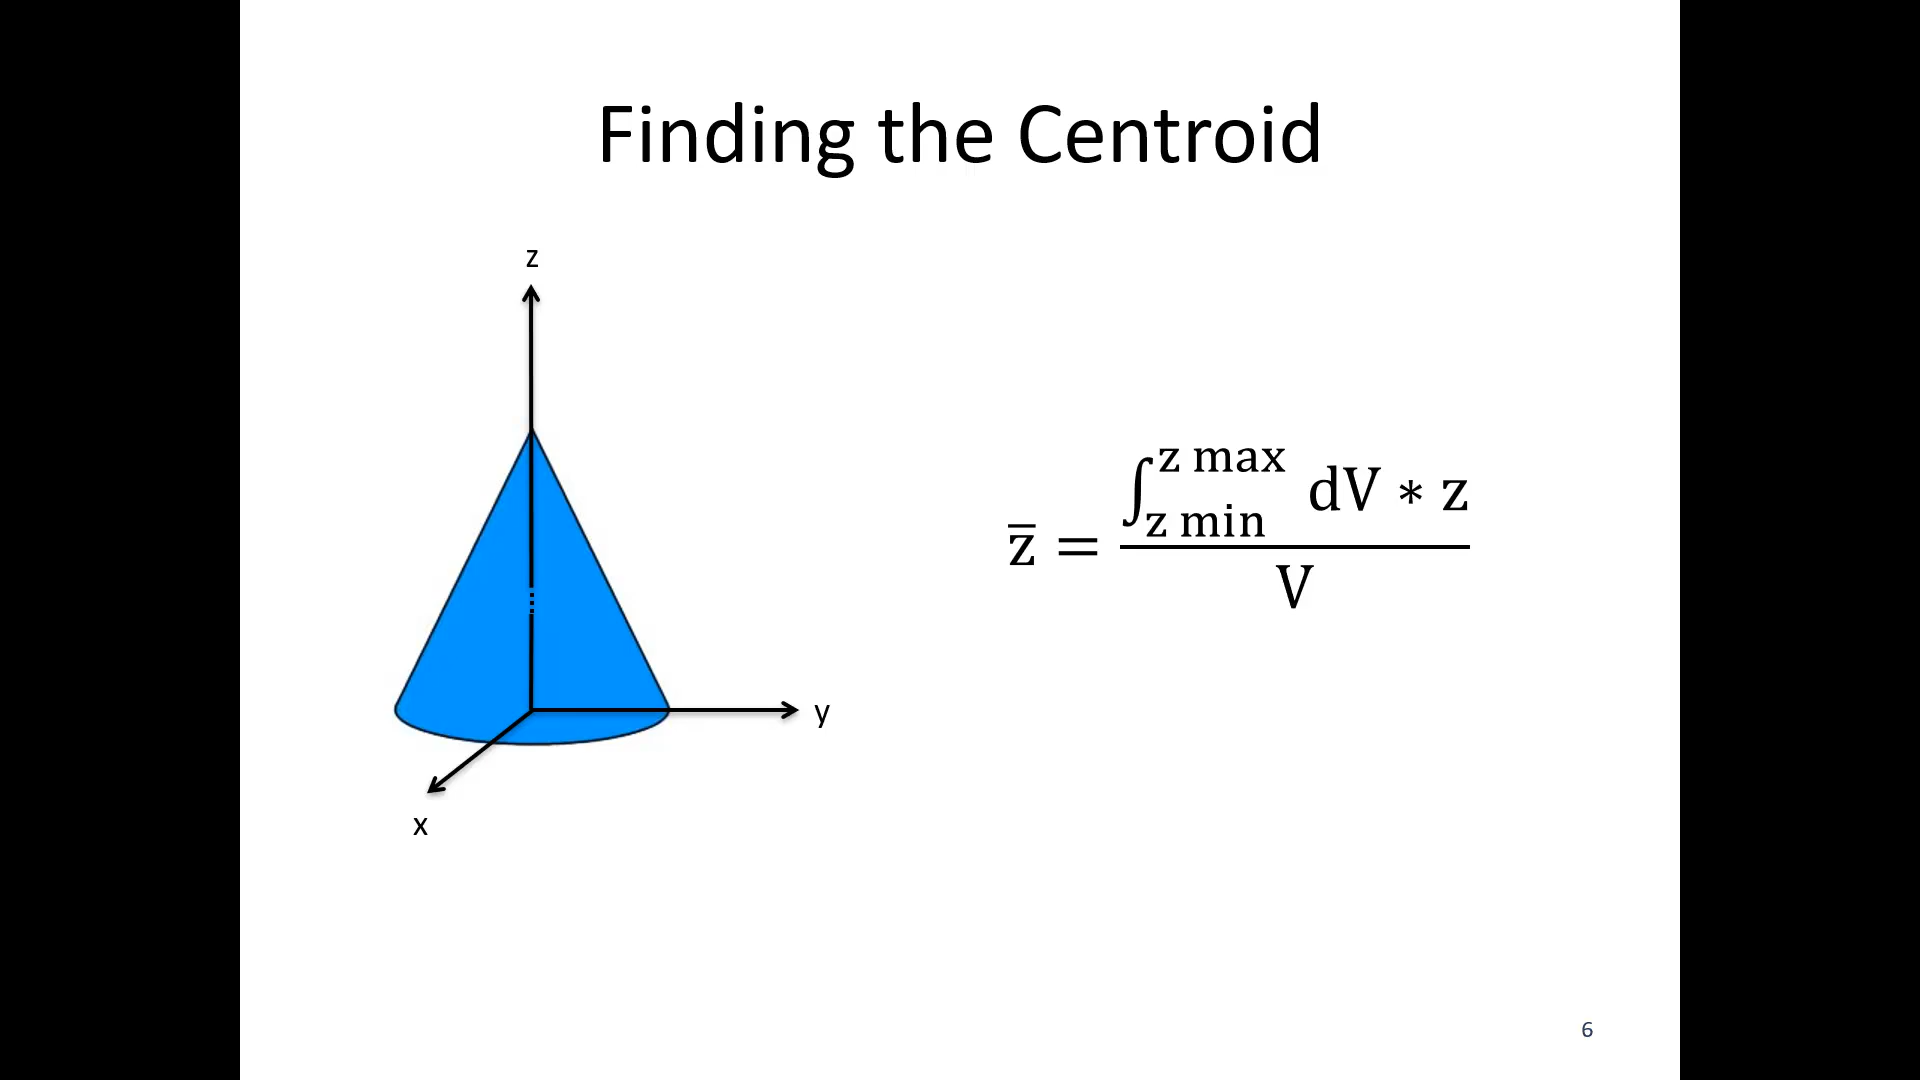 Finding the Centroid
z
z̅ = ∫_{z min}^{z max} dV * z / V
y
x
6